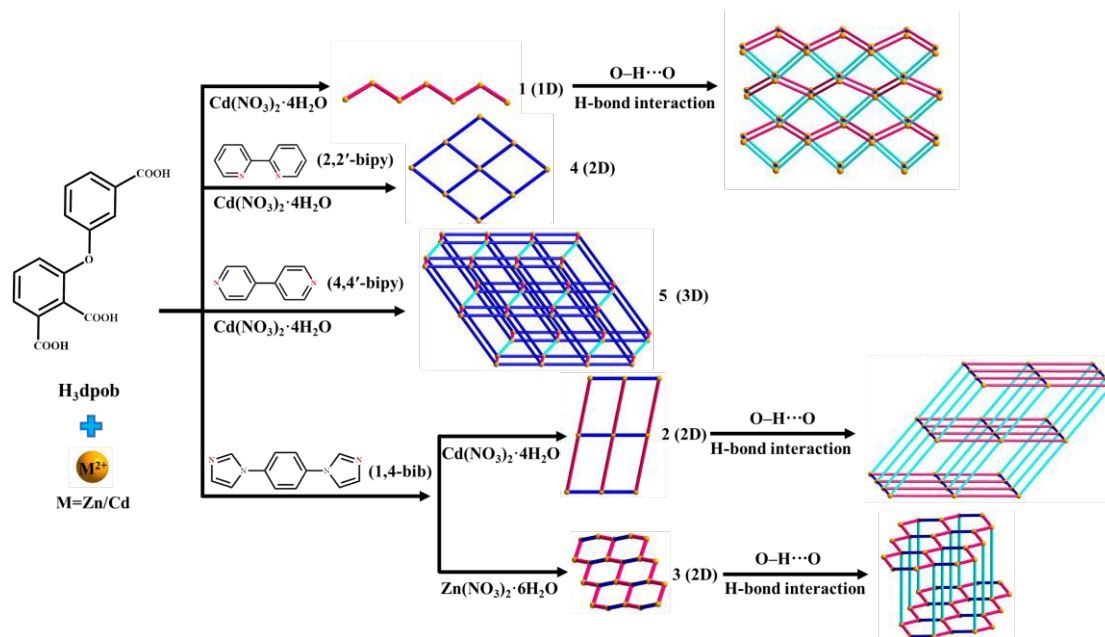 COOH
O
COOH
COOH
H₃dpob
M²⁺
M=Zn/Cd
Cd(NO₃)₂·4H₂O
1 (1D)
O–H···O
H-bond interaction
N
N
(2,2′-bipy)
Cd(NO₃)₂·4H₂O
4 (2D)
N
N
(4,4′-bipy)
Cd(NO₃)₂·4H₂O
5 (3D)
N
N
N
N
(1,4-bib)
Cd(NO₃)₂·4H₂O
2 (2D)
O–H···O
H-bond interaction
Zn(NO₃)₂·6H₂O
3 (2D)
O–H···O
H-bond interaction